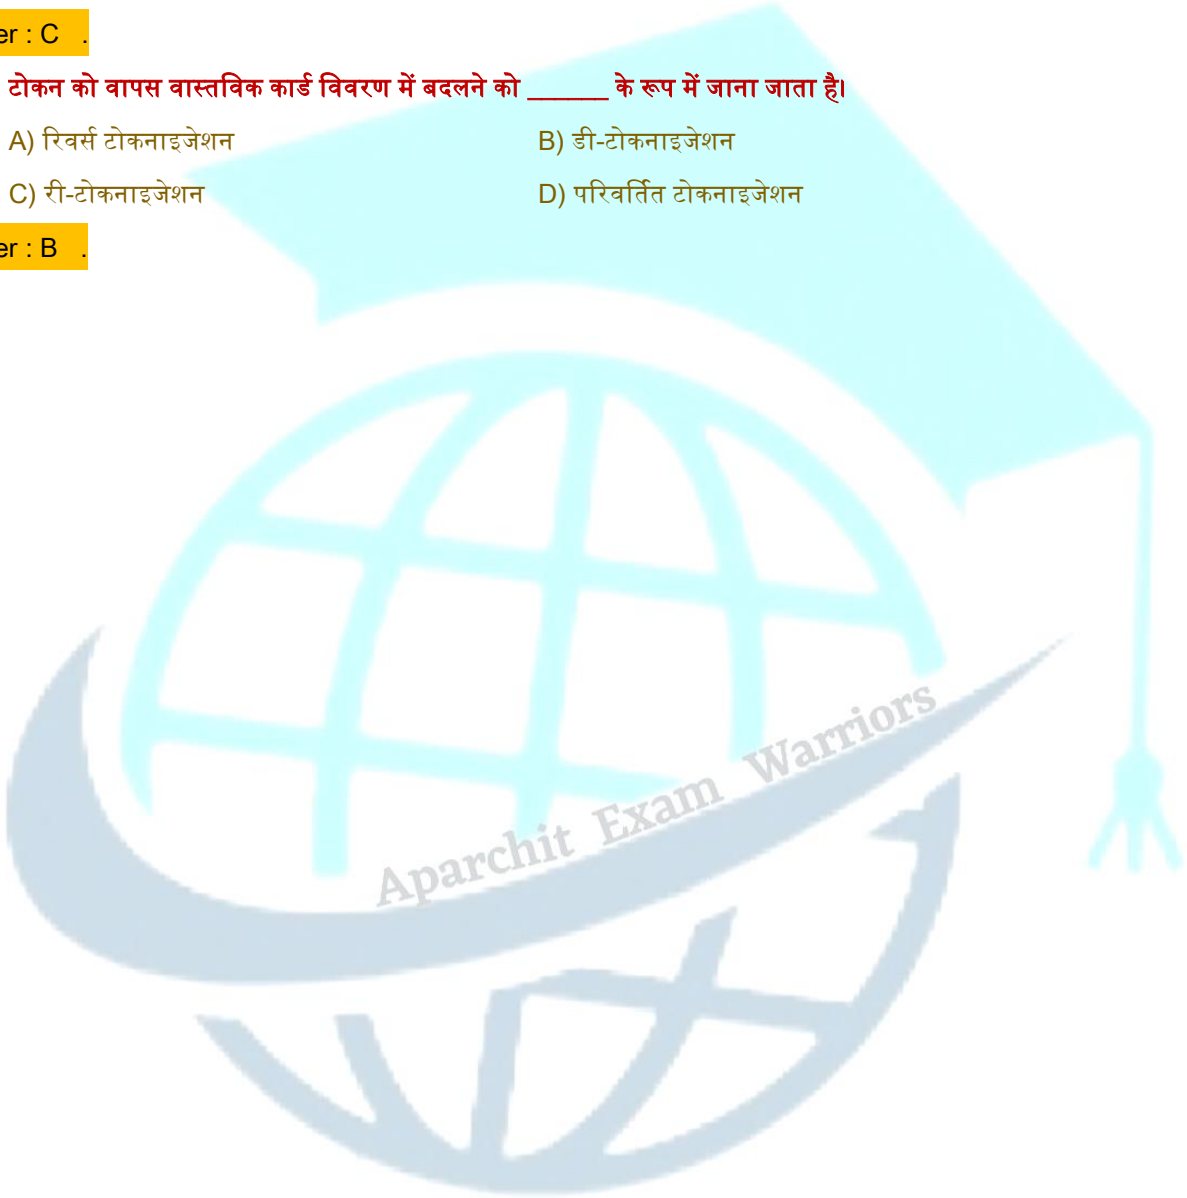 er : C .
टोकन को वापस वास्तविक कार्ड विवरण में बदलने को ______ के रूप में जाना जाता है।
A) रिवर्स टोकनाइजेशन B) डी-टोकनाइजेशन
C) री-टोकनाइजेशन D) परिवर्तित टोकनाइजेशन
er : B .
Aparchit Exam Warriors